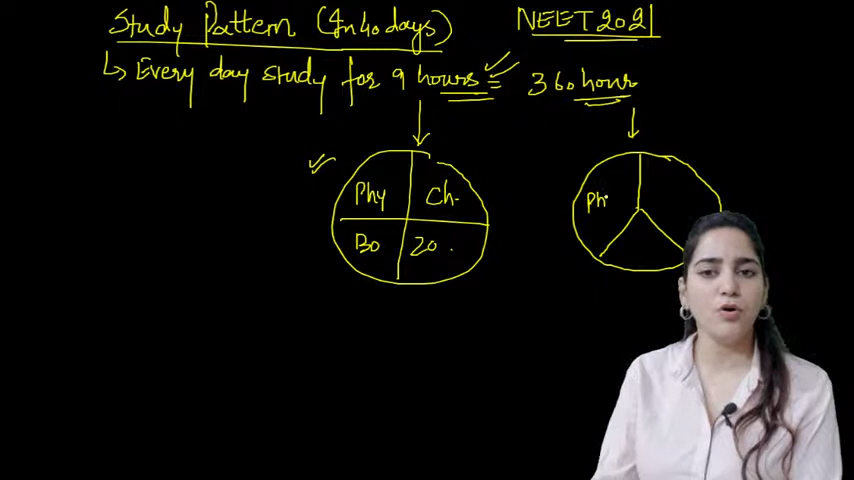 Study Pattern (In 40 days)
NEET 2021
↳ Every day study for 9 hours = 360 hour
Phy Ch.
Bo Zo.
Ph